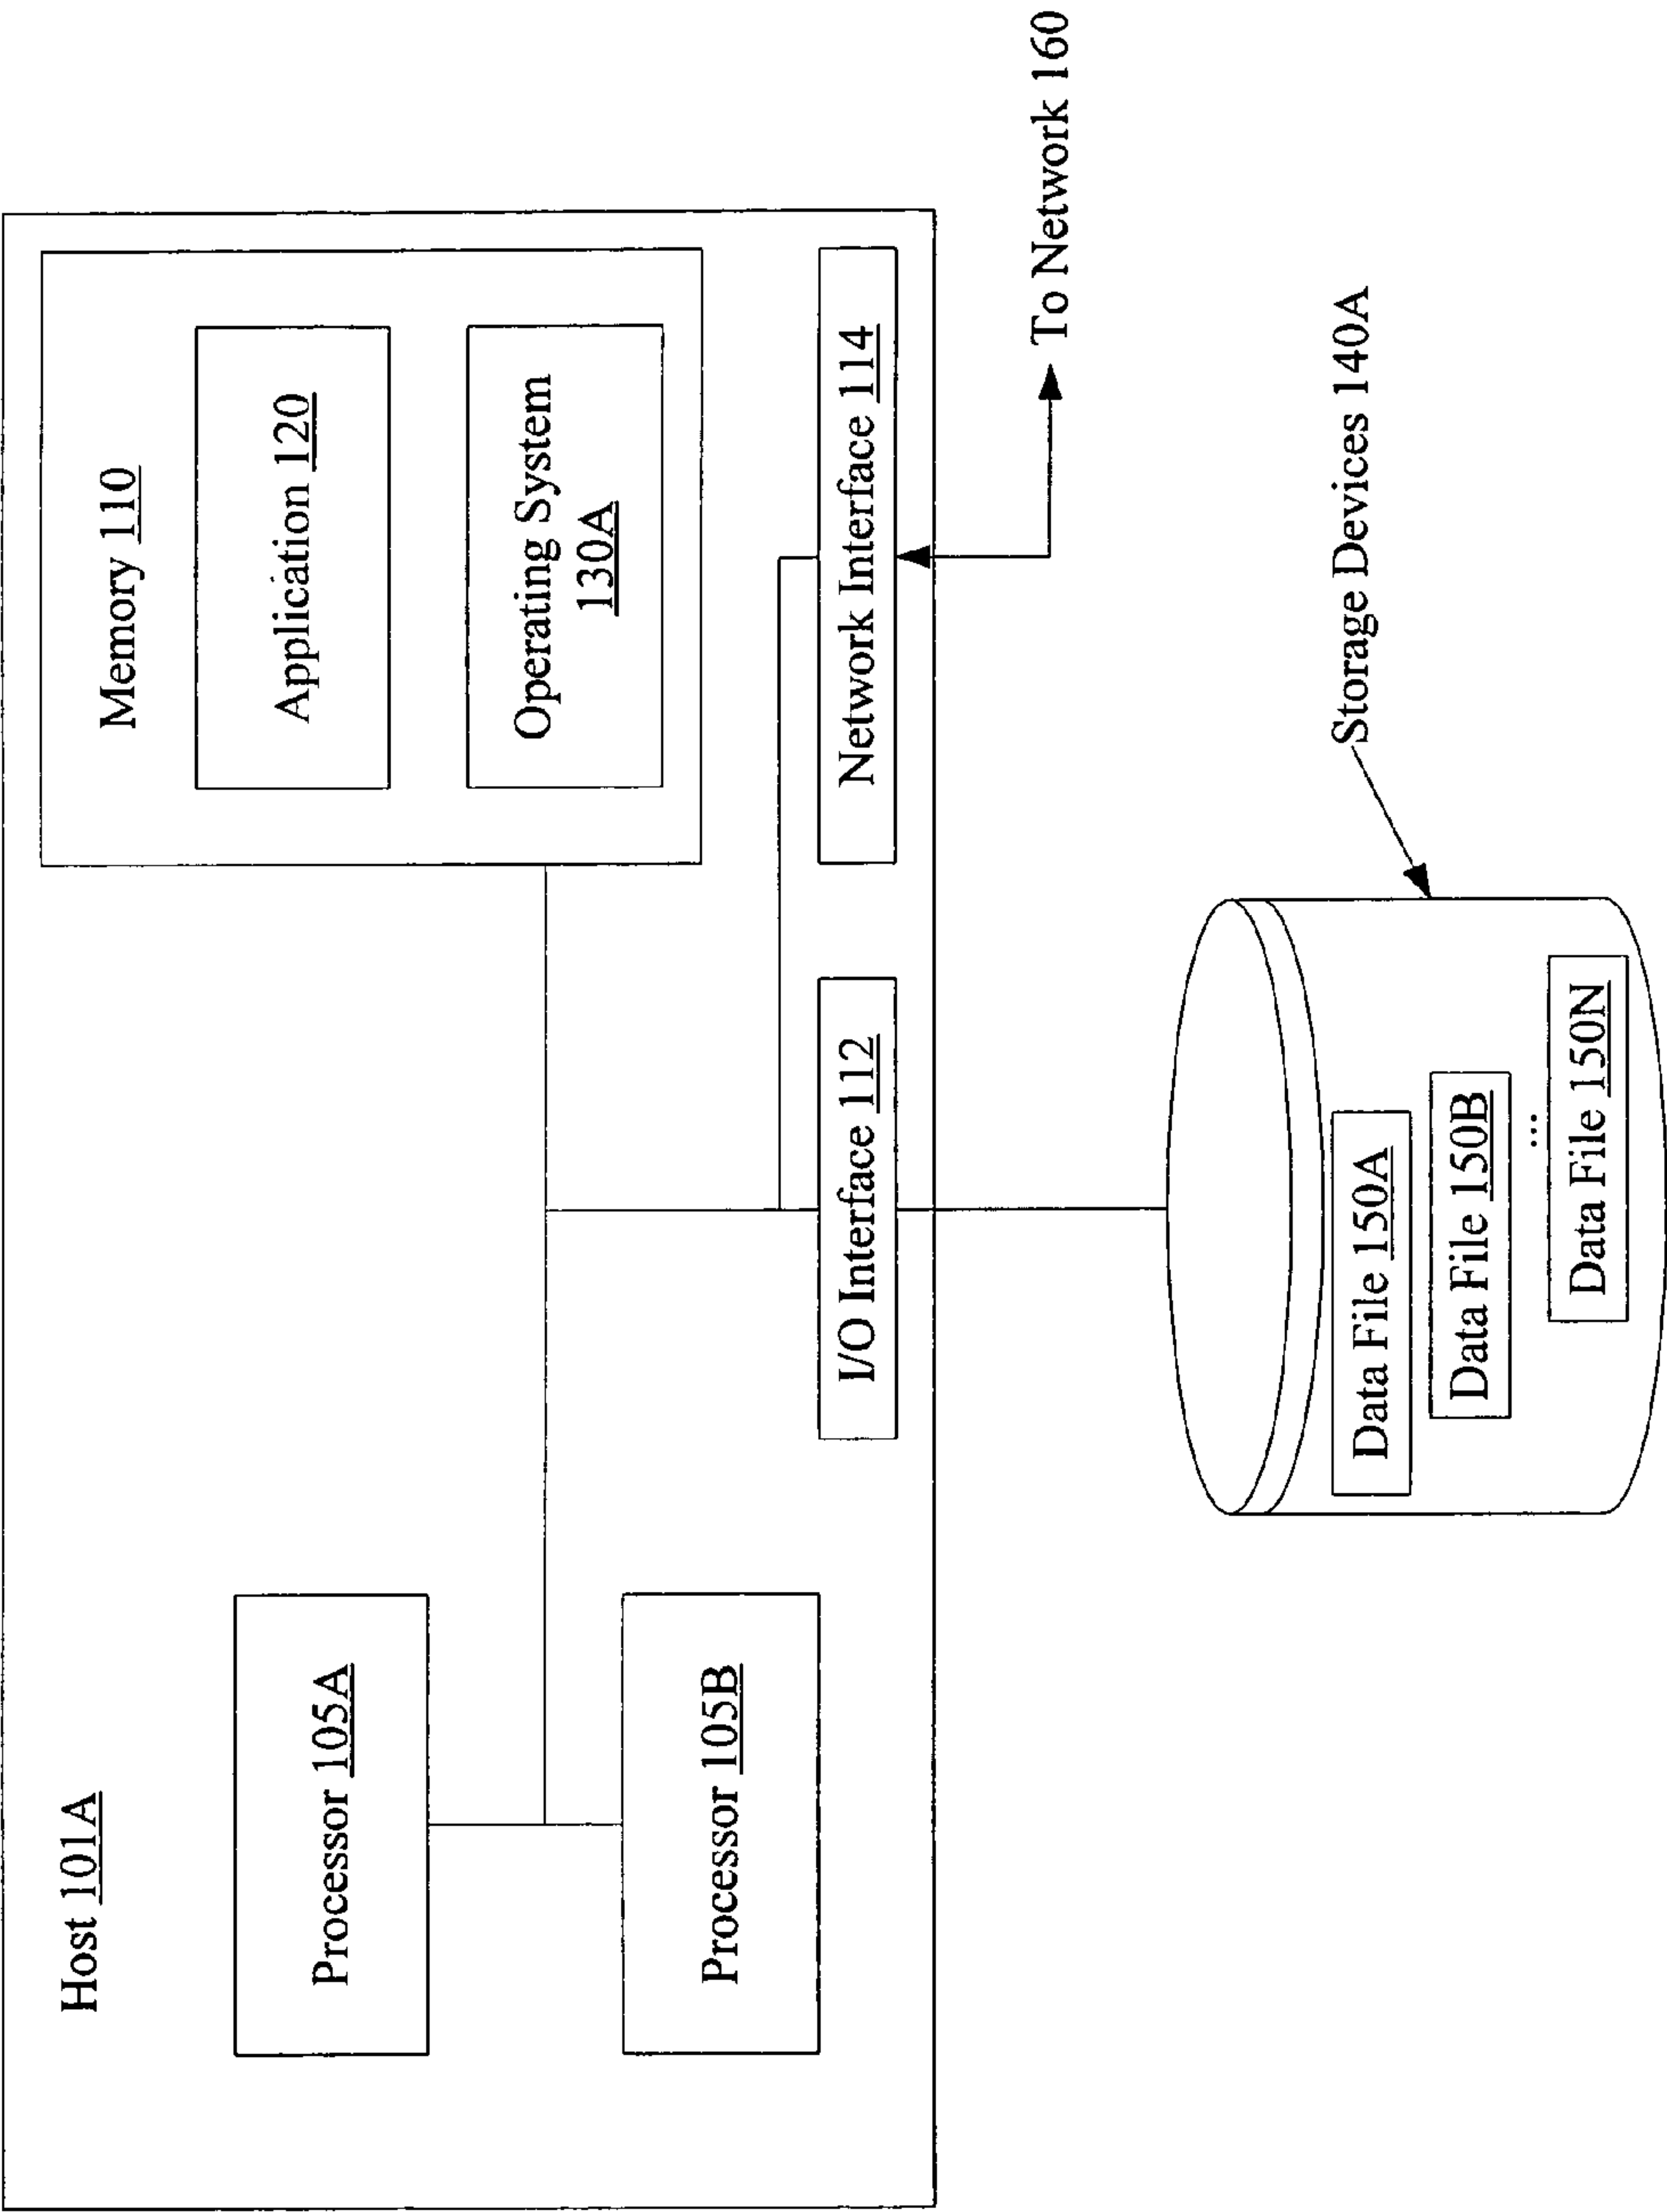 Host 101A
Processor 105A
Processor 105B
Memory 110
Application 120
Operating System
130A
I/O Interface 112
Network Interface 114
To Network 160
Storage Devices 140A
Data File 150A
Data File 150B
...
Data File 150N